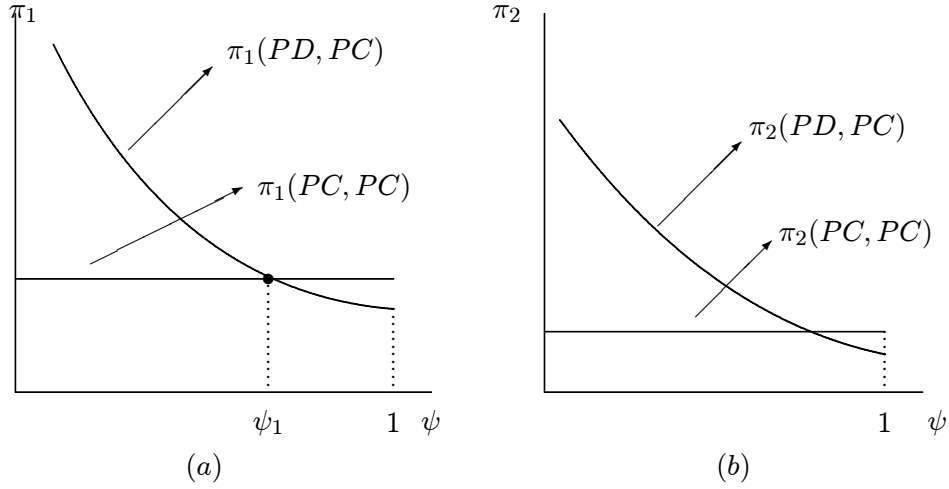 π₁
π₁(PD, PC)
π₁(PC, PC)
ψ₁
1
ψ
(a)
π₂
π₂(PD, PC)
π₂(PC, PC)
1
ψ
(b)